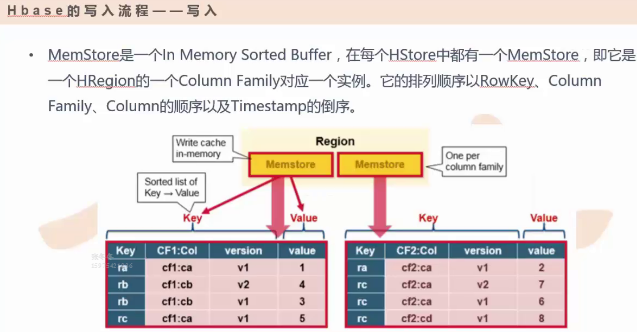 Hbase的写入流程——写入
• MemStore是一个In Memory Sorted Buffer，在每个HStore中都有一个MemStore，即它是
一个HRegion的一个Column Family对应一个实例。它的排列顺序以RowKey、Column
Family、Column的顺序以及Timestamp的倒序。
Region
Write cache
in-memory
Memstore
Memstore
One per
column family
Sorted list of
Key → Value
Key
Value
Key
Value
Key CF1:Col version value
ra cf1:ca v1 1
rb cf1:cb v2 4
rb cf1:cb v1 3
rc cf1:ca v1 5
Key CF2:Col version value
ra cf2:ca v1 2
rc cf2:ca v2 7
rc cf2:ca v1 6
rc cf2:cd v1 8